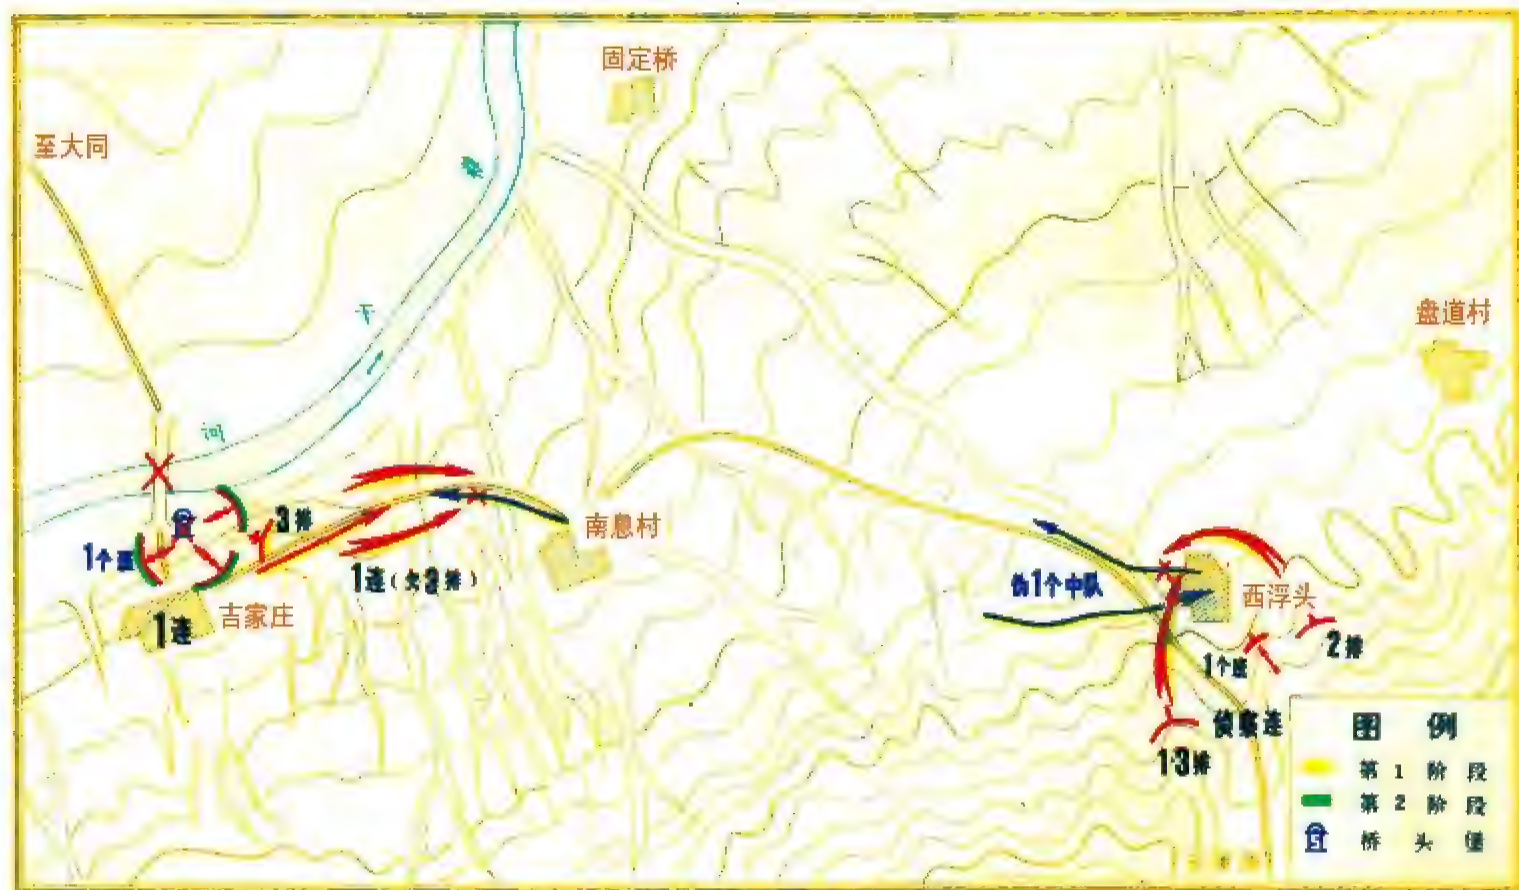 固定桥
至大同
桑
干
河
盘道村
3排
1个班
1连(欠3排)
南息村
吉家庄
1连
伪1个中队
西浮头
2排
1个班
侦察连
1·3排
图 例
第1阶段
第2阶段
桥头堡